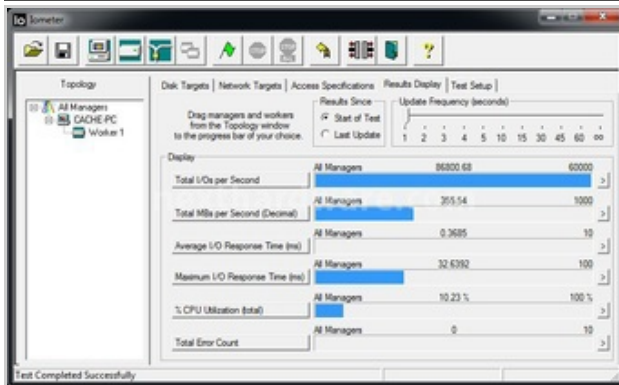 Iometer
Topology
All Managers
CACHE-PC
Worker 1
Disk Targets Network Targets Access Specifications Results Display Test Setup
Drag managers and workers
from the Topology window
to the progress bar of your choice.
Results Since
Start of Test
Last Update
Update Frequency (seconds)
1 2 3 4 5 10 15 30 45 60 ∞
Display
All Managers 86800.68 60000
Total I/Os per Second >
All Managers 355.54 1000
Total MBs per Second (Decimal) >
All Managers 0.3685 10
Average I/O Response Time (ms) >
All Managers 32.6392 100
Maximum I/O Response Time (ms) >
All Managers 10.23 % 100 %
% CPU Utilization (total) >
All Managers 0 10
Total Error Count >
Test Completed Successfully